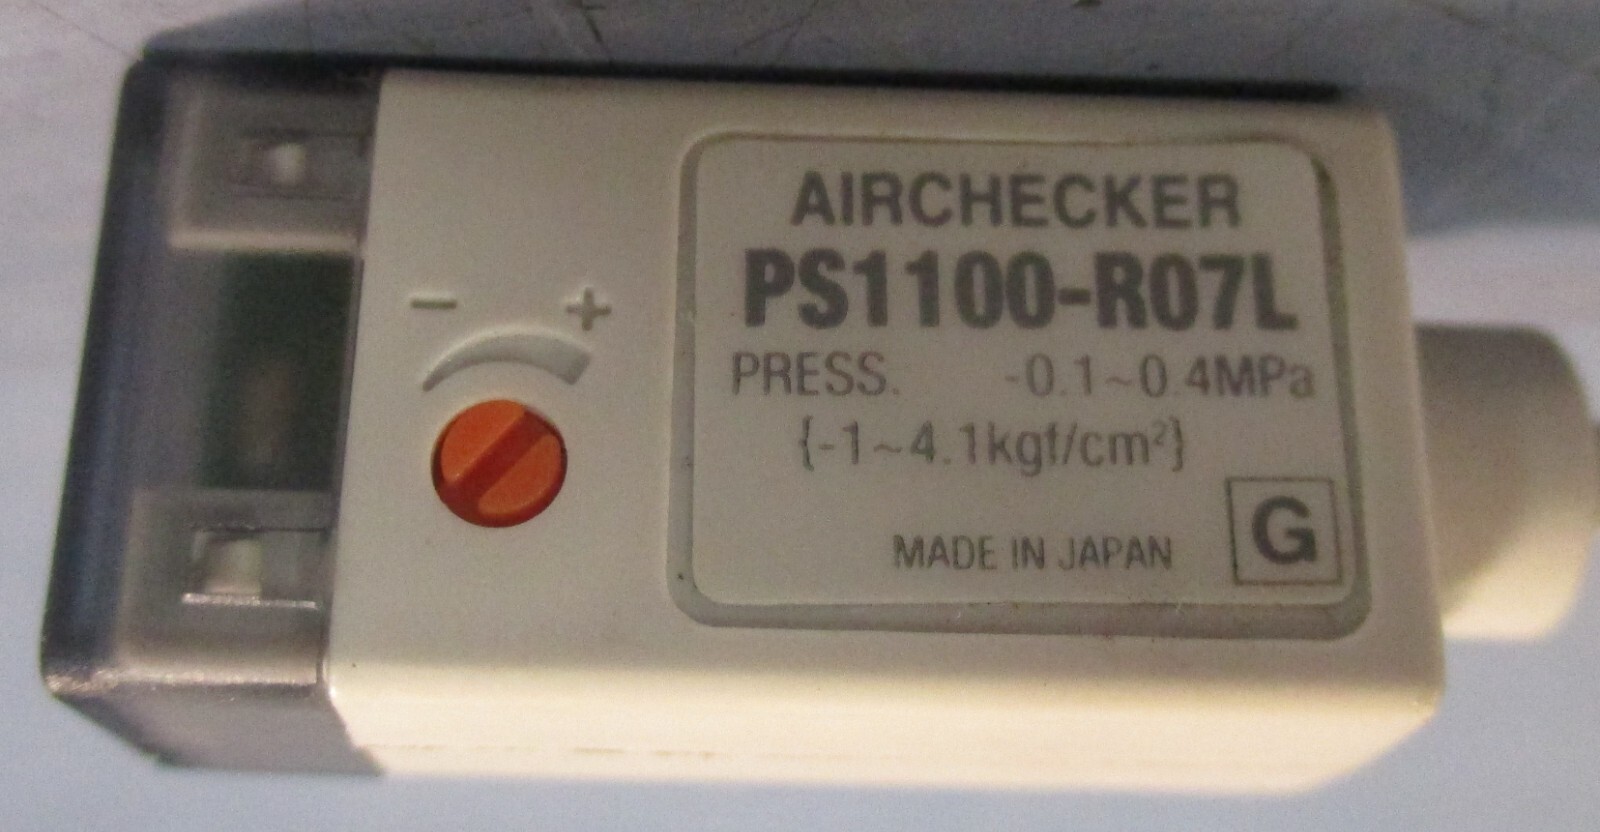 AIRCHECKER
PS1100-R07L
PRESS. -0.1~0.4MPa
{-1~4.1kgf/cm²}
MADE IN JAPAN
G
- +